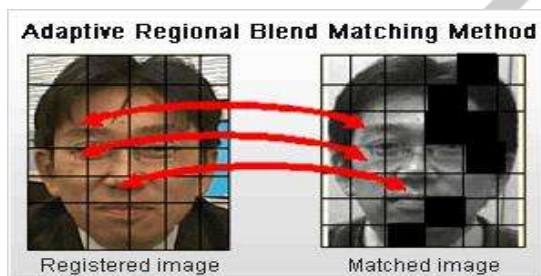 Adaptive Regional Blend Matching Method
Registered image
Matched image